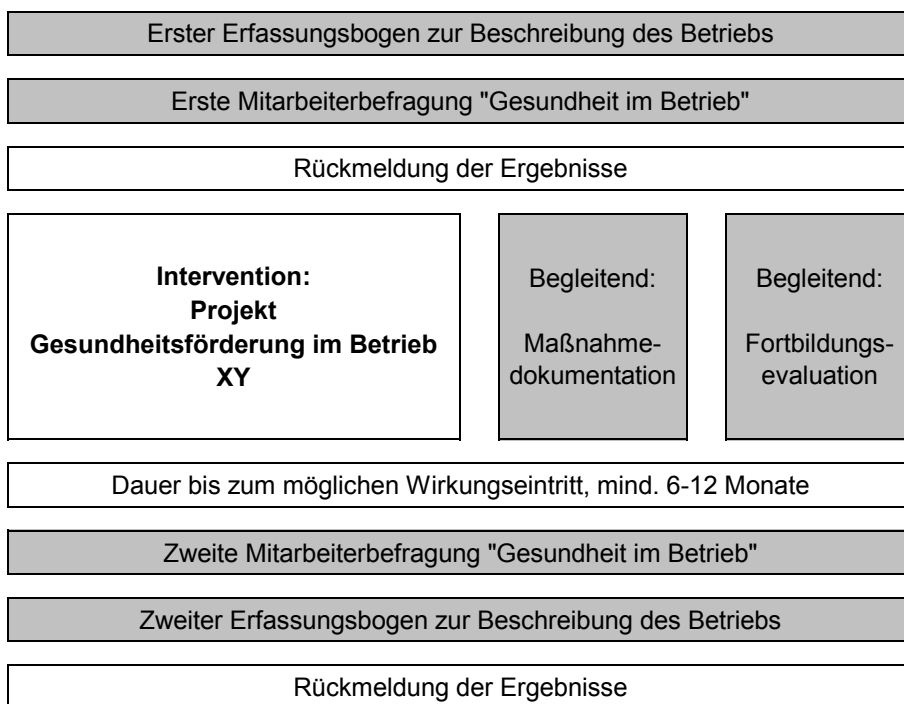 Erster Erfassungsbogen zur Beschreibung des Betriebs
Erste Mitarbeiterbefragung "Gesundheit im Betrieb"
Rückmeldung der Ergebnisse
Intervention:
Projekt
Gesundheitsförderung im Betrieb
XY
Begleitend:
Maßnahme-
dokumentation
Begleitend:
Fortbildungs-
evaluation
Dauer bis zum möglichen Wirkungseintritt, mind. 6-12 Monate
Zweite Mitarbeiterbefragung "Gesundheit im Betrieb"
Zweiter Erfassungsbogen zur Beschreibung des Betriebs
Rückmeldung der Ergebnisse